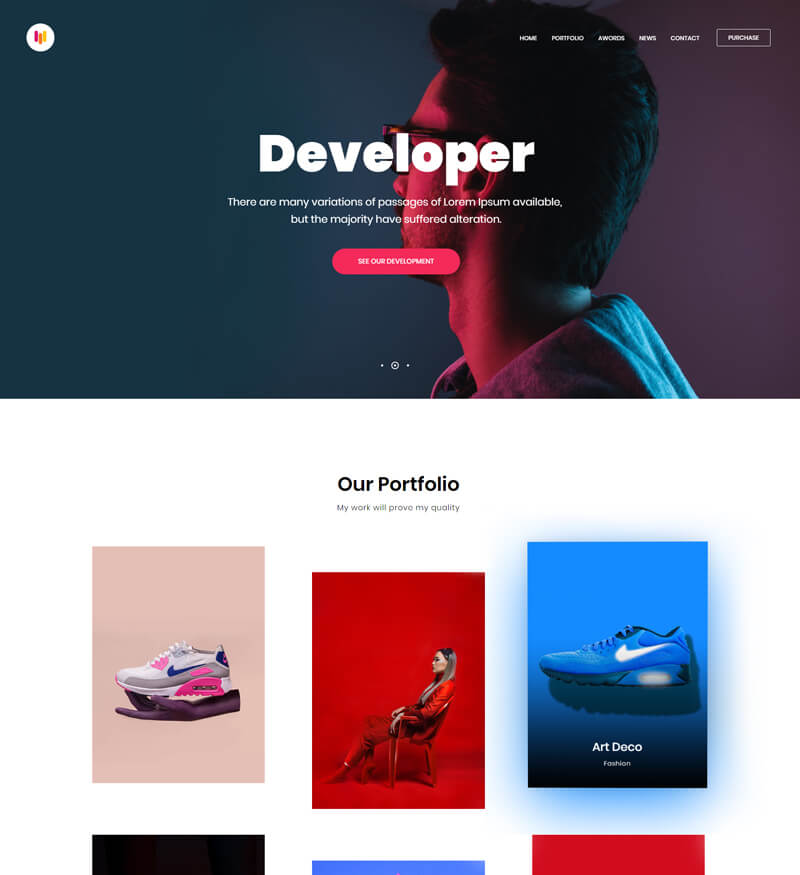 HOME PORTFOLIO AWORDS NEWS CONTACT PURCHASE
Developer
There are many variations of passages of Lorem Ipsum available,
but the majority have suffered alteration.
SEE OUR DEVELOPMENT
Our Portfolio
My work will prove my quality
Art Deco
Fashion